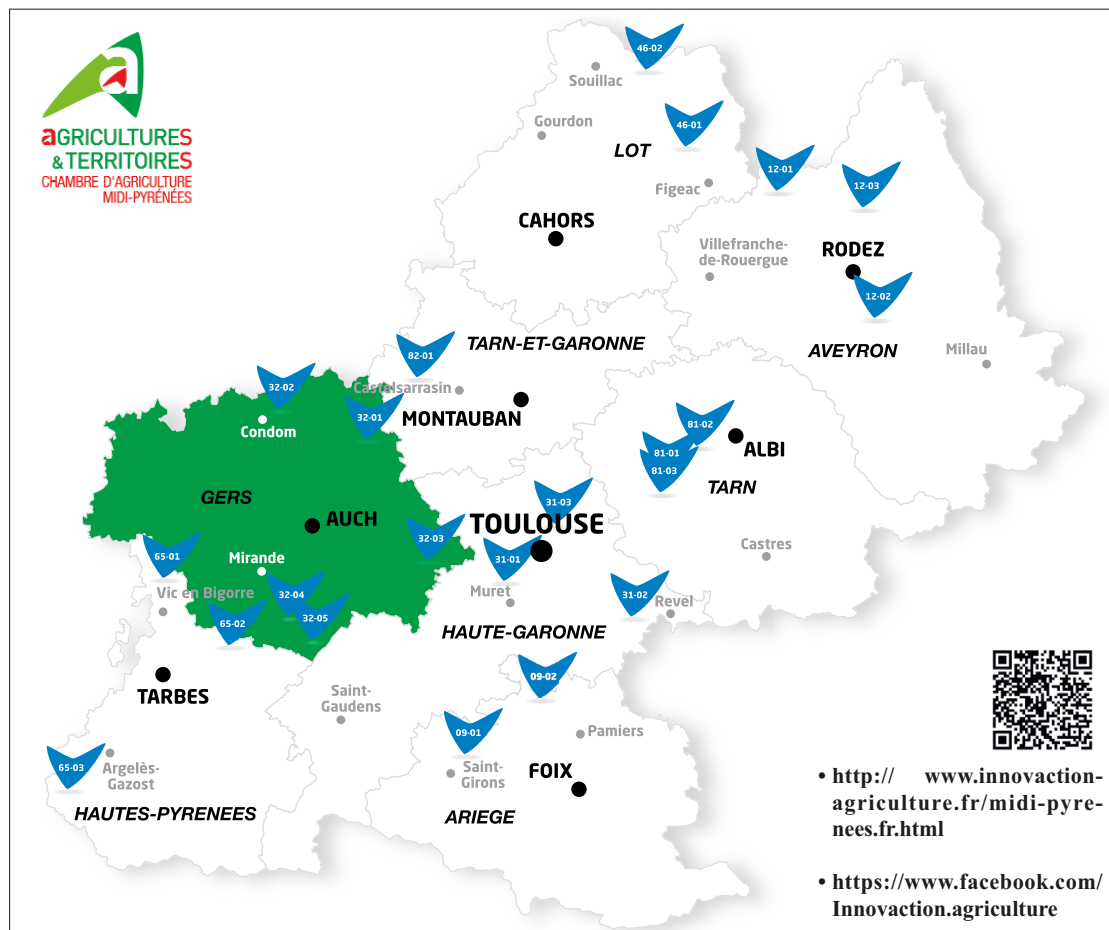 a
aGRICULTURES
& TERRITOIRES
CHAMBRE D'AGRICULTURE
MIDI-PYRÉNÉES
46-02
Souillac
Gourdon
46-01
LOT
Figeac
12-01
12-03
CAHORS
Villefranche-
de-Rouergue
RODEZ
12-02
TARN-ET-GARONNE
AVEYRON
Millau
82-01
Castelsarrasin
32-02
32-01
Condom
MONTAUBAN
81-02
ALBI
81-01
81-03
TARN
GERS
31-03
AUCH
TOULOUSE
32-03
31-01
Castres
65-01
Mirande
Vic en Bigorre
32-04
Muret
31-02
Revel
65-02
32-05
HAUTE-GARONNE
09-02
TARBES
Saint-
Gaudens
09-01
Pamiers
65-03
Argelès-
Gazost
Saint-
Girons
FOIX
HAUTES-PYRENEES
ARIEGE
• http:// www.innovaction-
agriculture.fr/midi-pyre-
nees.fr.html
• https://www.facebook.com/
Innovaction.agriculture